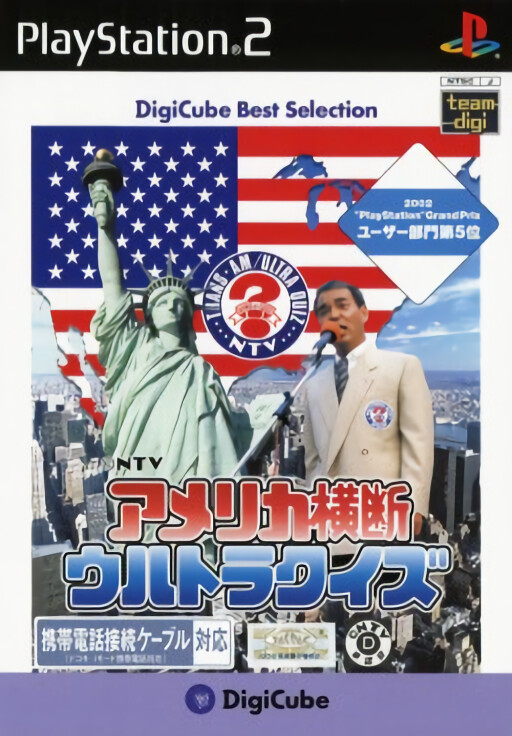 PlayStation®2
NTSC J
team-
digi
DigiCube Best Selection
2002
"PlayStation" Grand Prix
ユーザー部門第5位
TRANS-AM/ULTRA QUIZ
NTV
NTV
アメリカ横断
ウルトラクイズ
携帯電話接続ケーブル 対応
NTV
D
DigiCube